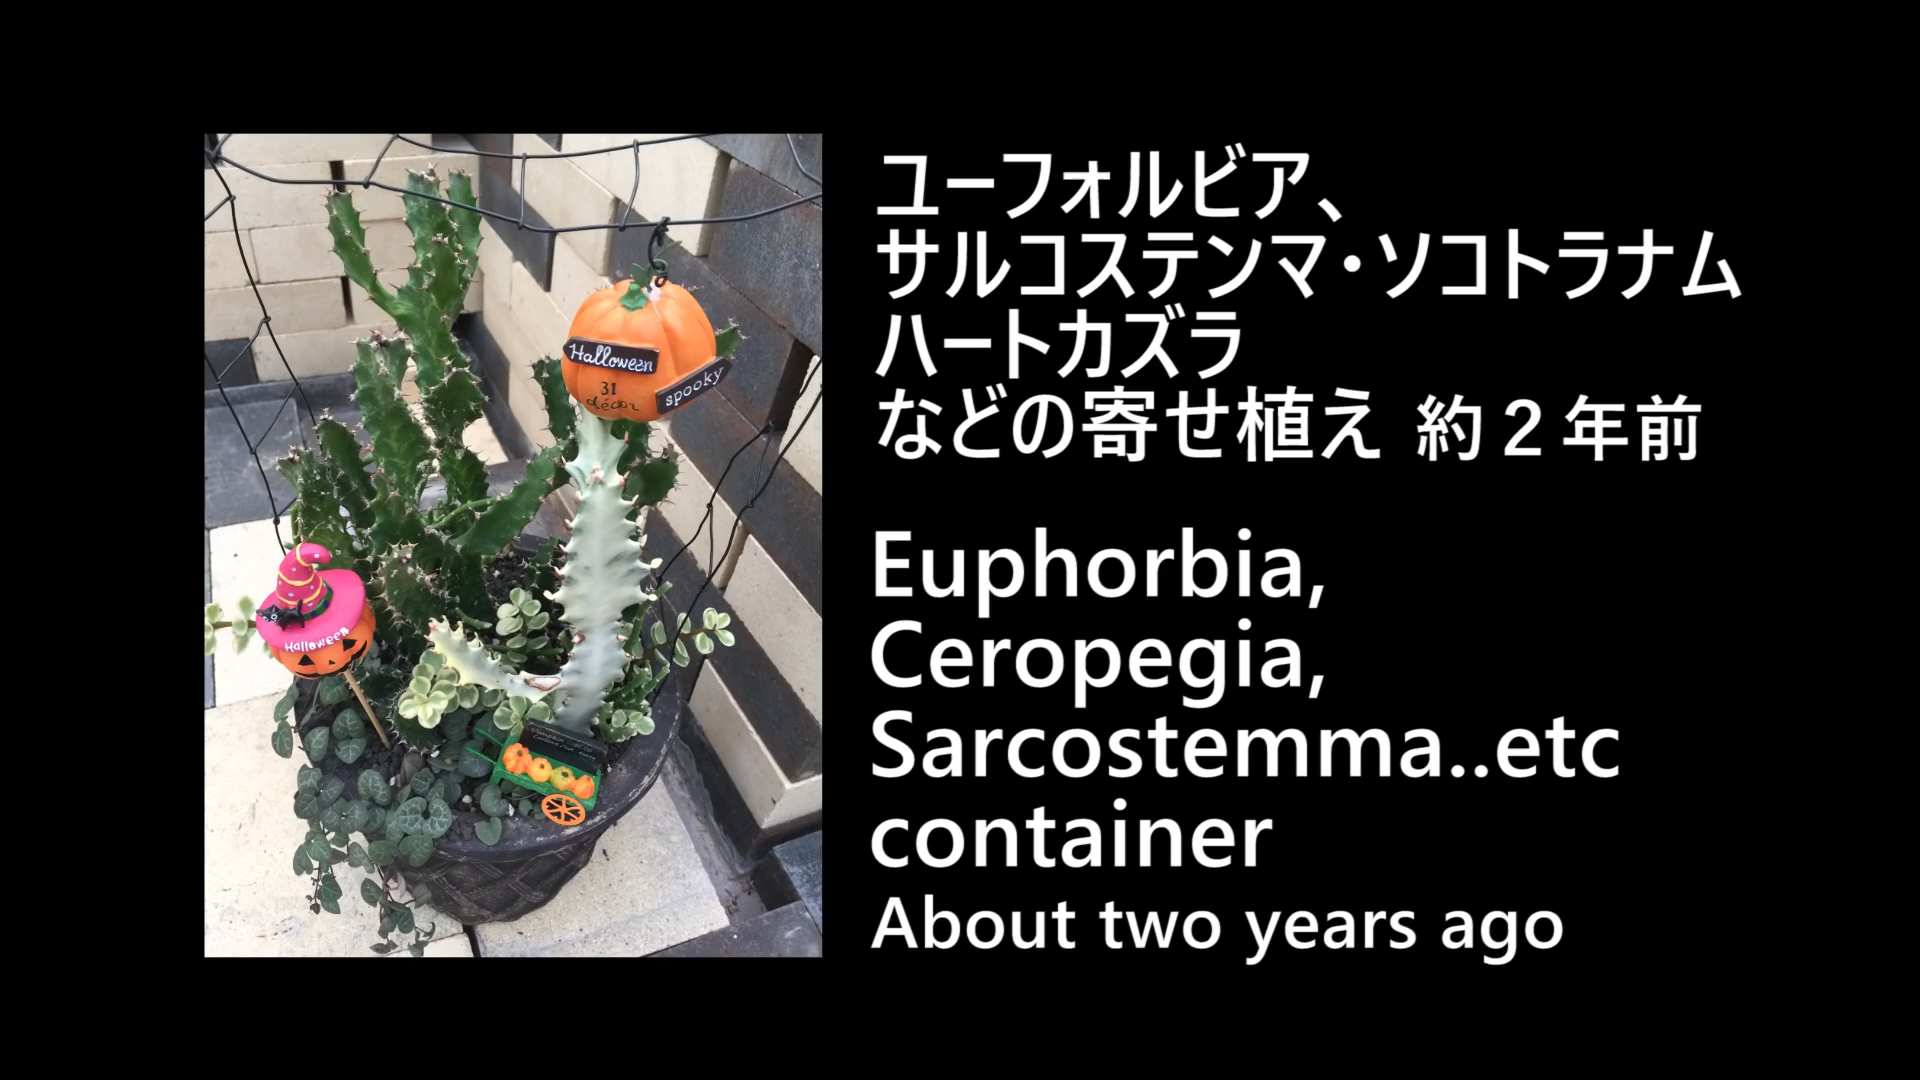 Halloween
31
décor
spooky
Halloween
ユーフォルビア、
サルコステンマ・ソコトラナム
ハートカズラ
などの寄せ植え 約２年前
Euphorbia,
Ceropegia,
Sarcostemma..etc
container
About two years ago